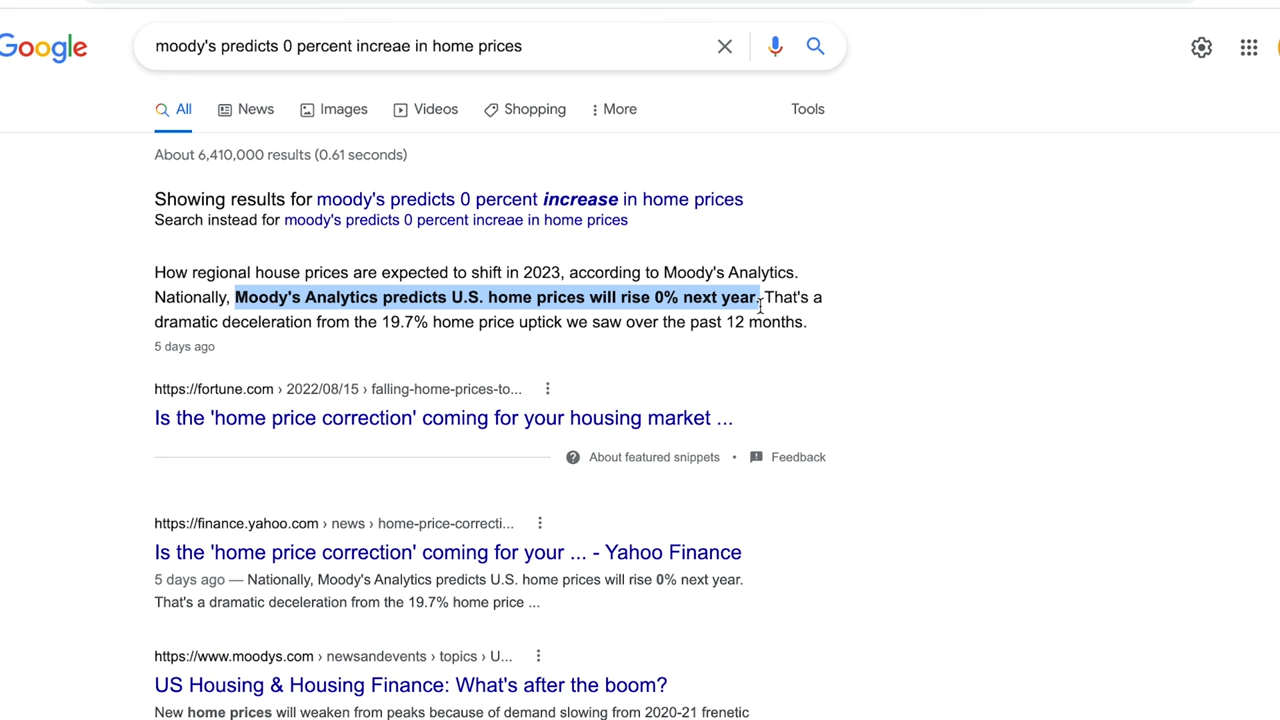 Google
moody's predicts 0 percent increae in home prices
All News Images Videos Shopping More Tools
About 6,410,000 results (0.61 seconds)
Showing results for moody's predicts 0 percent increase in home prices
Search instead for moody's predicts 0 percent increae in home prices
How regional house prices are expected to shift in 2023, according to Moody's Analytics.
Nationally, Moody's Analytics predicts U.S. home prices will rise 0% next year. That's a
dramatic deceleration from the 19.7% home price uptick we saw over the past 12 months.
5 days ago
https://fortune.com › 2022/08/15 › falling-home-prices-to...
Is the 'home price correction' coming for your housing market ...
About featured snippets • Feedback
https://finance.yahoo.com › news › home-price-correcti...
Is the 'home price correction' coming for your ... - Yahoo Finance
5 days ago — Nationally, Moody's Analytics predicts U.S. home prices will rise 0% next year.
That's a dramatic deceleration from the 19.7% home price ...
https://www.moodys.com › newsandevents › topics › U...
US Housing & Housing Finance: What's after the boom?
New home prices will weaken from peaks because of demand slowing from 2020-21 frenetic